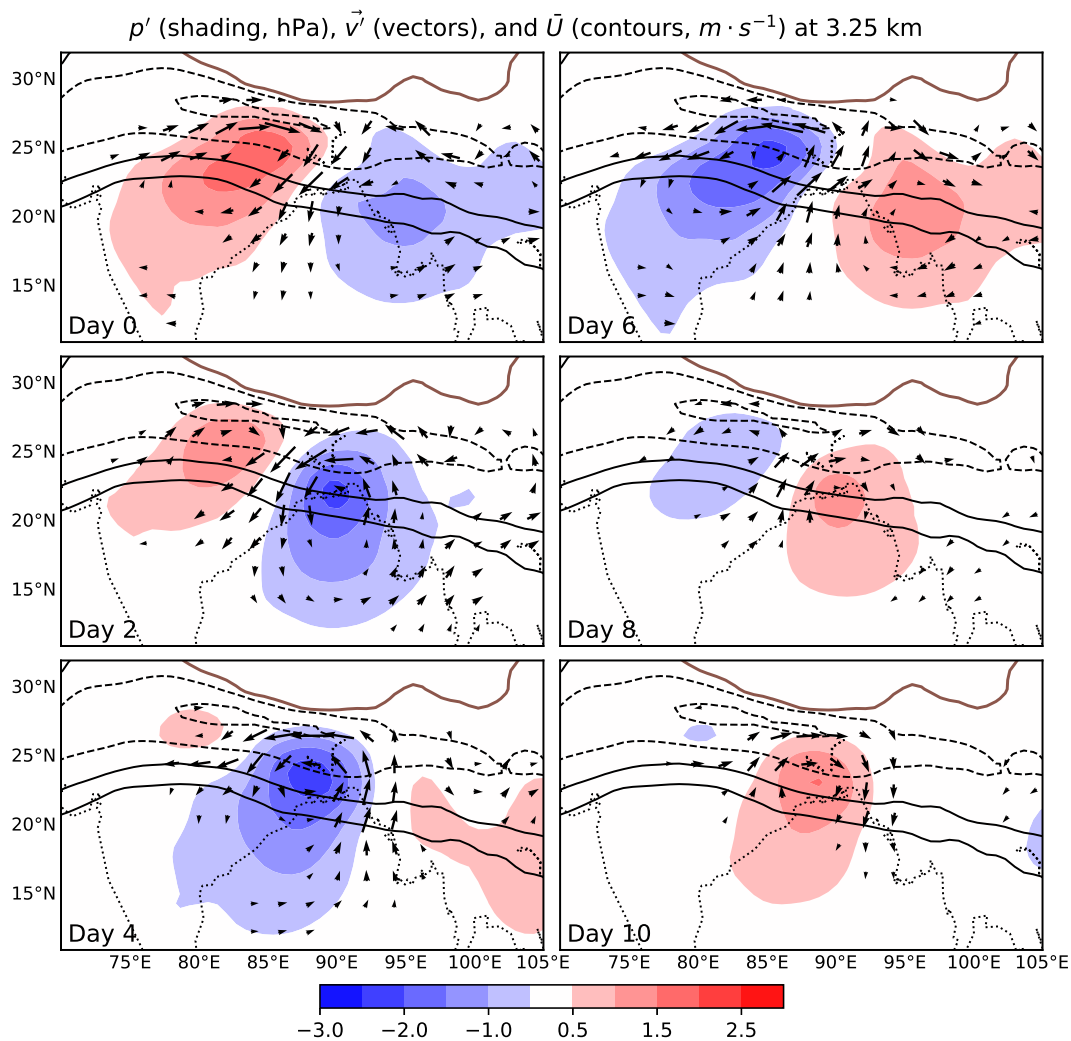 p′ (shading, hPa), v⃗′ (vectors), and Ū (contours, m · s⁻¹) at 3.25 km
30°N
25°N
20°N
15°N
Day 0
Day 6
30°N
25°N
20°N
15°N
Day 2
Day 8
30°N
25°N
20°N
15°N
Day 4
Day 10
75°E 80°E 85°E 90°E 95°E 100°E 105°E 75°E 80°E 85°E 90°E 95°E 100°E 105°E
−3.0 −2.0 −1.0 0.5 1.5 2.5